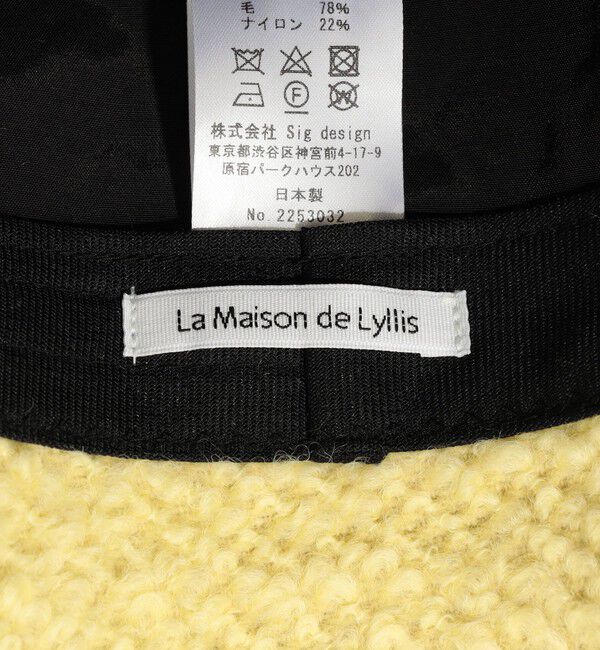 毛 78%
ナイロン 22%
F W
株式会社 Sig design
東京都渋谷区神宮前4-17-9
原宿パークハウス202
日本製
No.2253032
La Maison de Lyllis